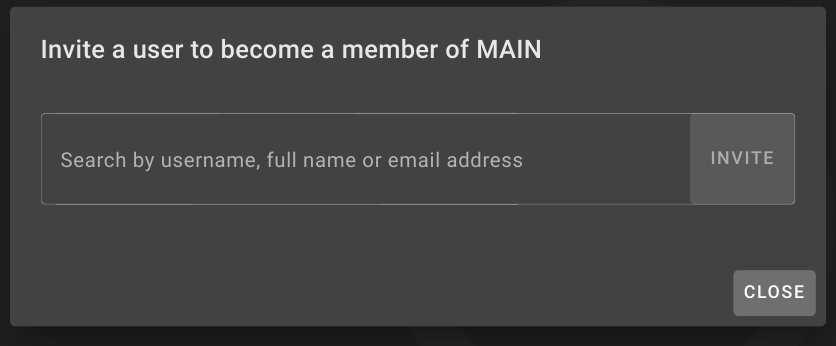 Invite a user to become a member of MAIN
Search by username, full name or email address
INVITE
CLOSE